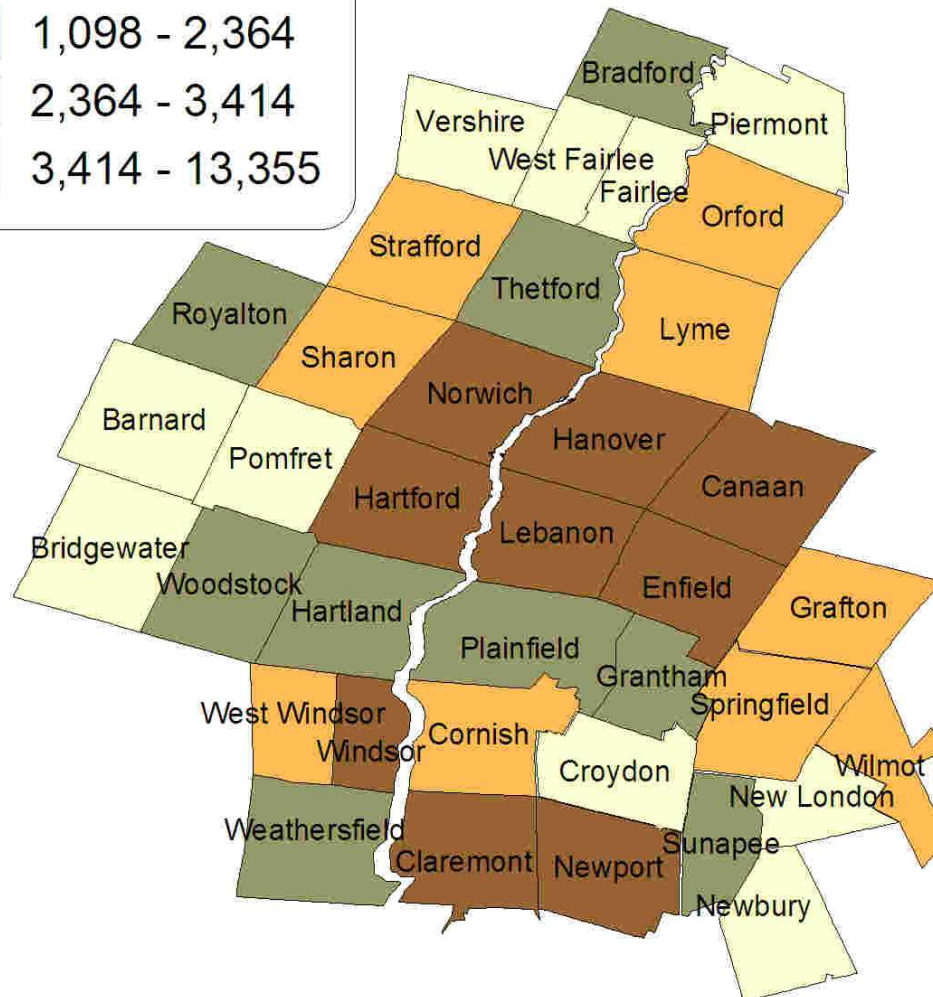 1,098 - 2,364
2,364 - 3,414
3,414 - 13,355
Bradford
Vershire
Piermont
West Fairlee
Fairlee
Orford
Strafford
Thetford
Royalton
Lyme
Sharon
Norwich
Barnard
Hanover
Pomfret
Canaan
Hartford
Lebanon
Bridgewater
Woodstock
Enfield
Hartland
Grafton
Plainfield
Grantham
Springfield
West Windsor
Cornish
Windsor
Wilmot
Croydon
New London
Weathersfield
Sunapee
Claremont
Newport
Newbury